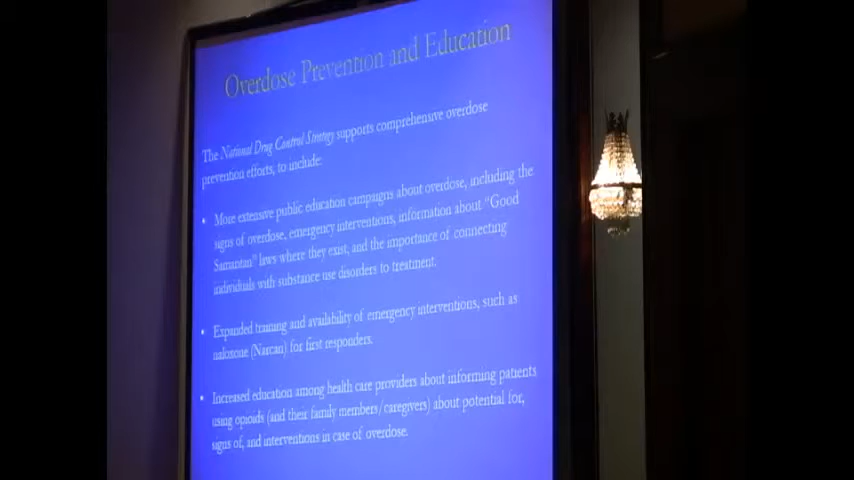 Overdose Prevention and Education
The National Drug Control Strategy supports comprehensive overdose
prevention efforts, to include:
• More extensive public education campaigns about overdose, including the
signs of overdose, emergency interventions, information about "Good
Samaritan" laws where they exist, and the importance of connecting
individuals with substance use disorders to treatment.
• Expanded training and availability of emergency interventions, such as
naloxone (Narcan) for first responders.
• Increased education among health care providers about informing patients
using opioids (and their family members/caregivers) about potential for,
signs of, and interventions in case of overdose.